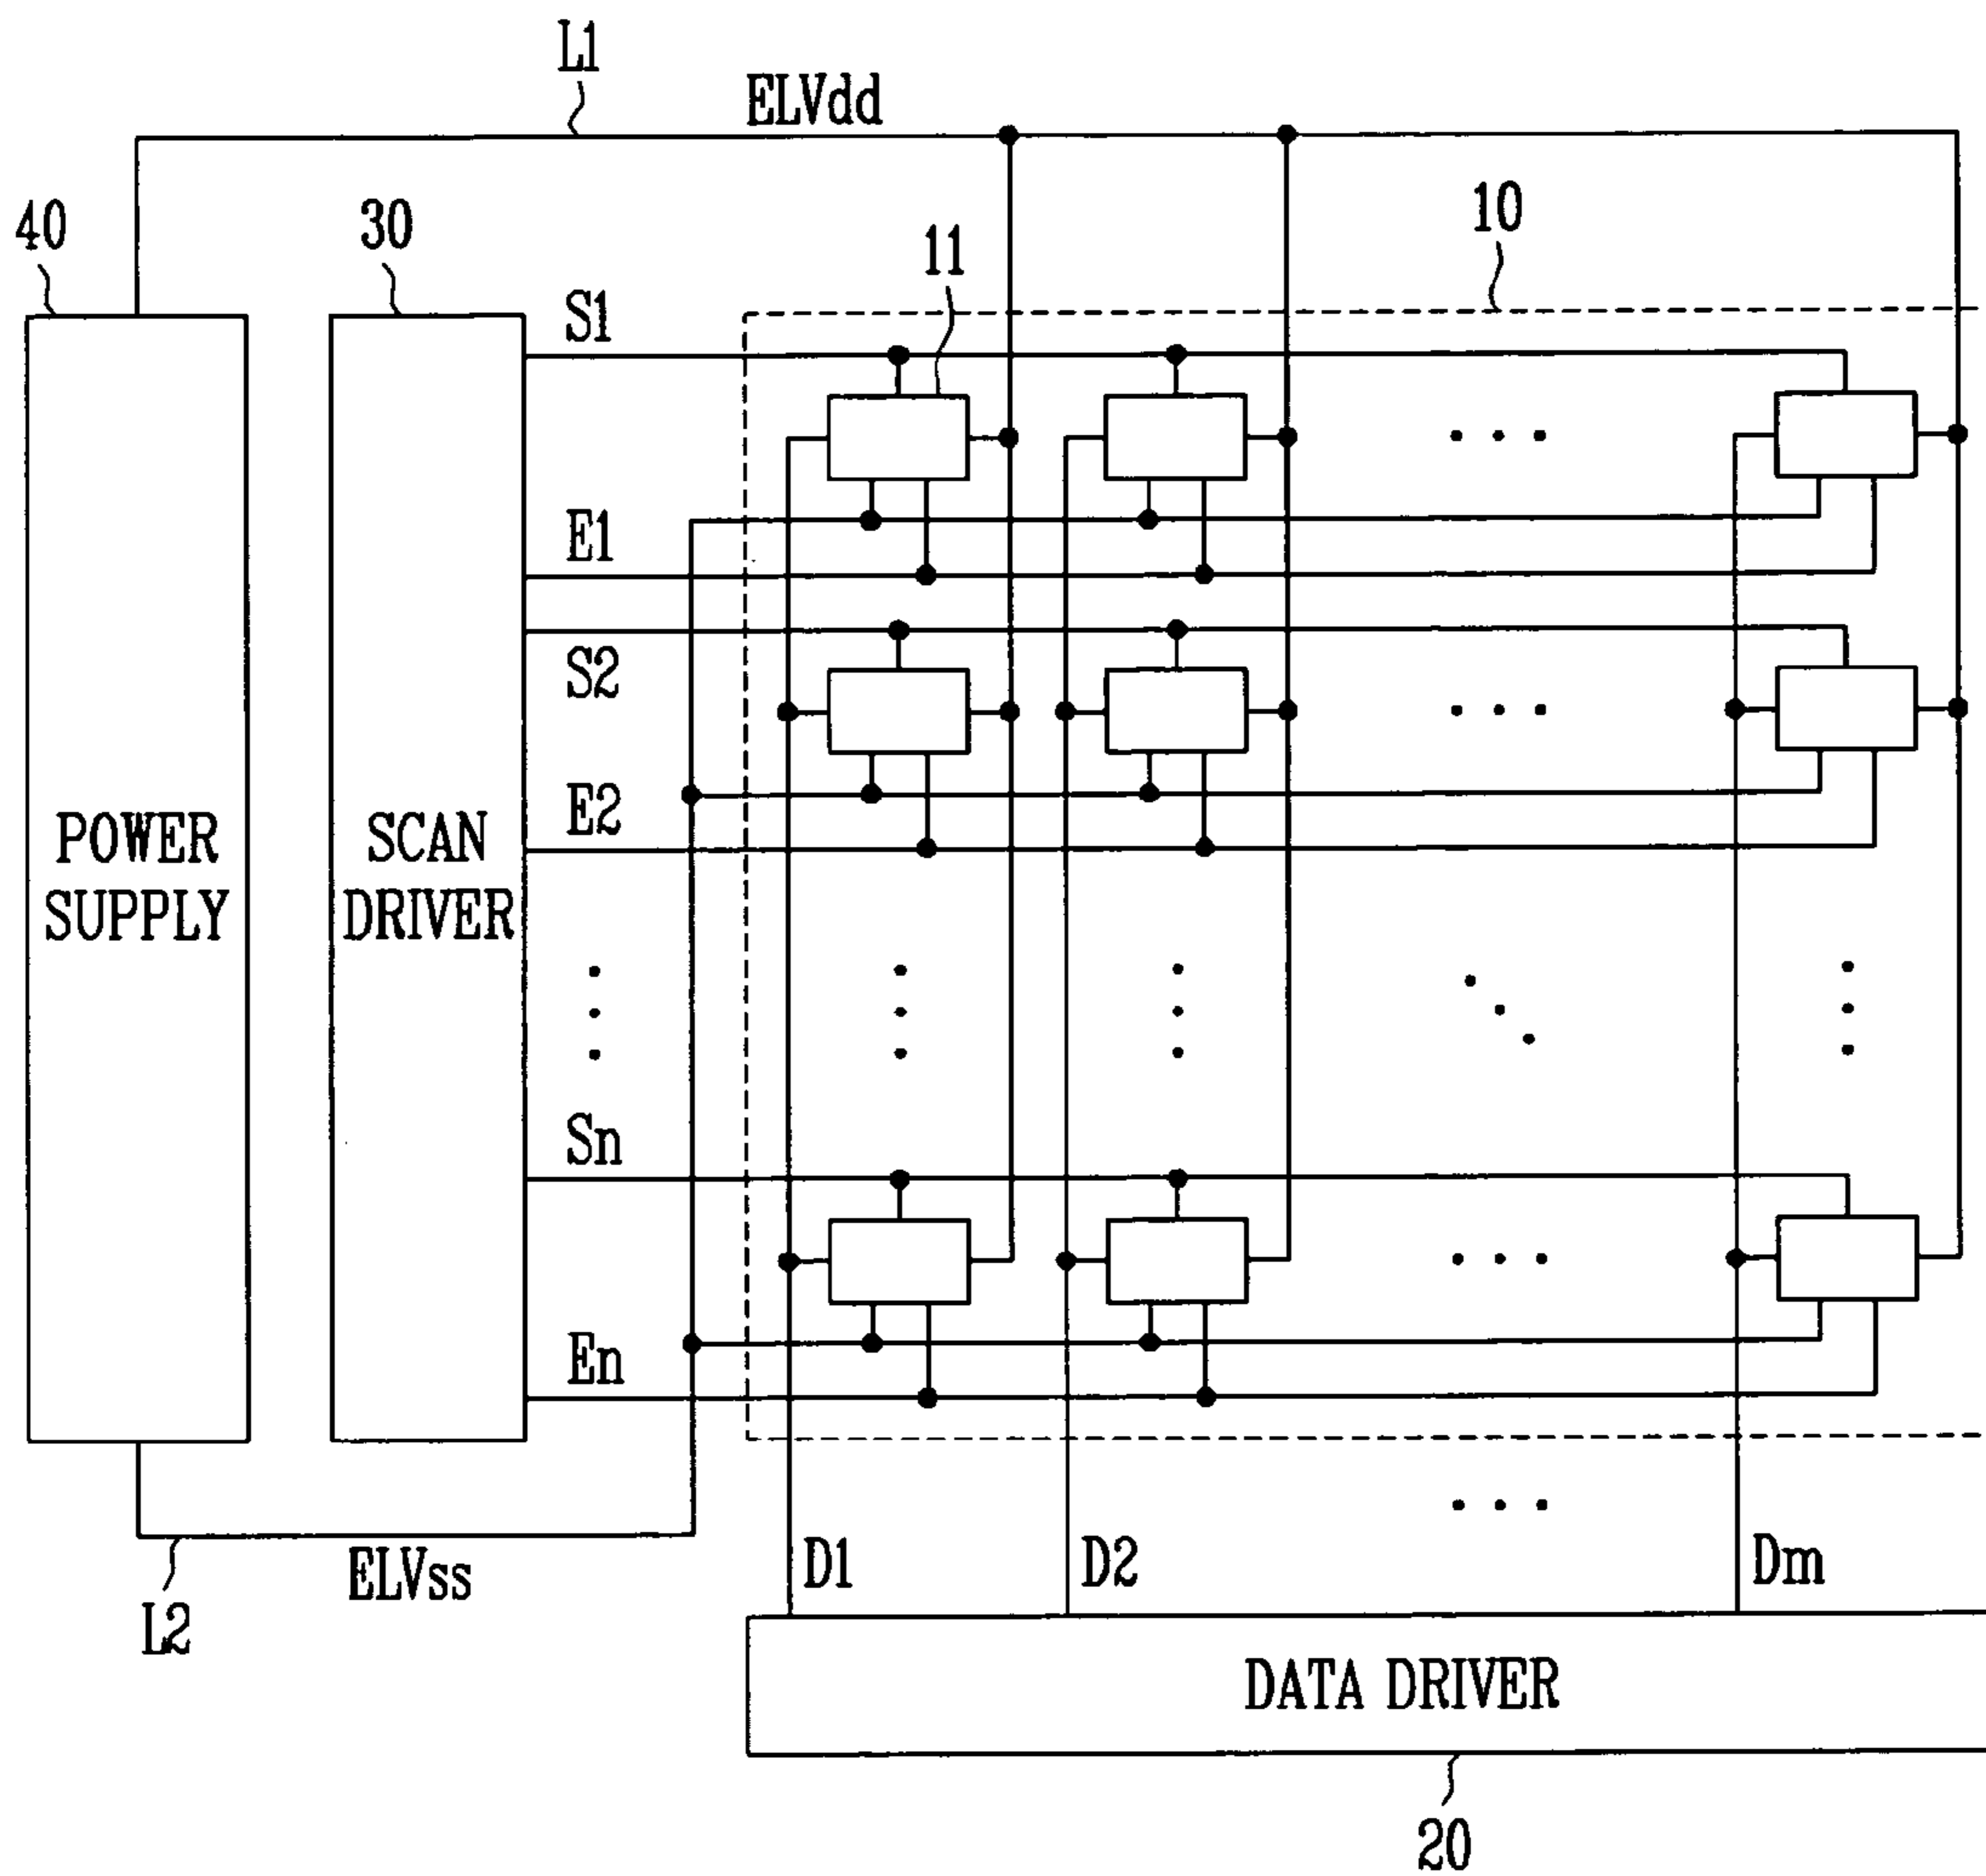 L1
ELVdd
10
40
30
11
S1
E1
S2
E2
POWER
SUPPLY
SCAN
DRIVER
Sn
En
ELVss
L2
D1
D2
Dm
DATA DRIVER
20